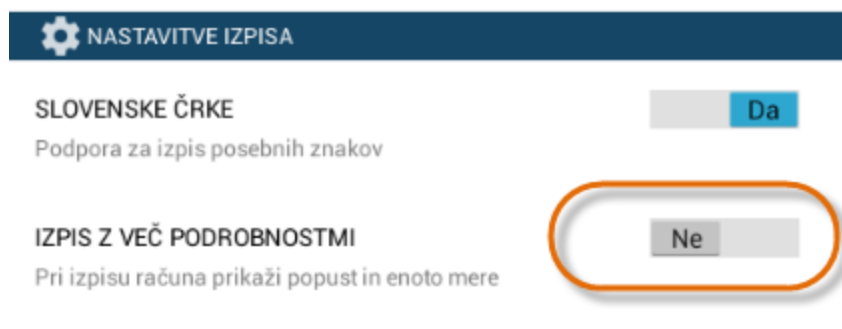 NASTAVITVE IZPISA
SLOVENSKE ČRKE
Da
Podpora za izpis posebnih znakov
IZPIS Z VEČ PODROBNOSTMI
Ne
Pri izpisu računa prikaži popust in enoto mere